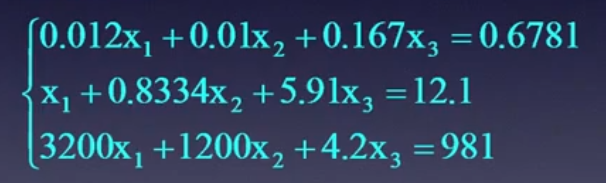 0.012x₁ + 0.01x₂ + 0.167x₃ = 0.6781
x₁ + 0.8334x₂ + 5.91x₃ = 12.1
3200x₁ + 1200x₂ + 4.2x₃ = 981